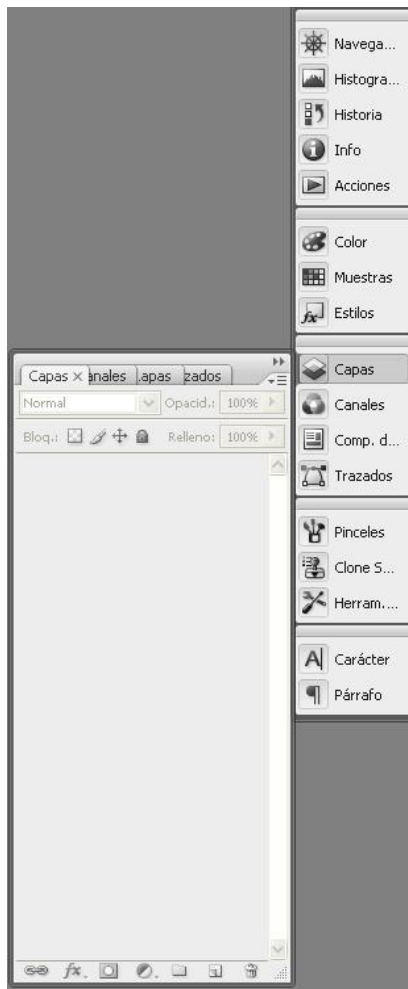 Navega...
Histogra...
Historia
Info
Acciones
Color
Muestras
Estilos
Capas
Canales
Comp. d...
Trazados
Pinceles
Clone S...
Herram....
Carácter
Párrafo
Capas × anales .apas zados
Normal Opacid.: 100%
Bloq.: Relleno: 100%
fx.